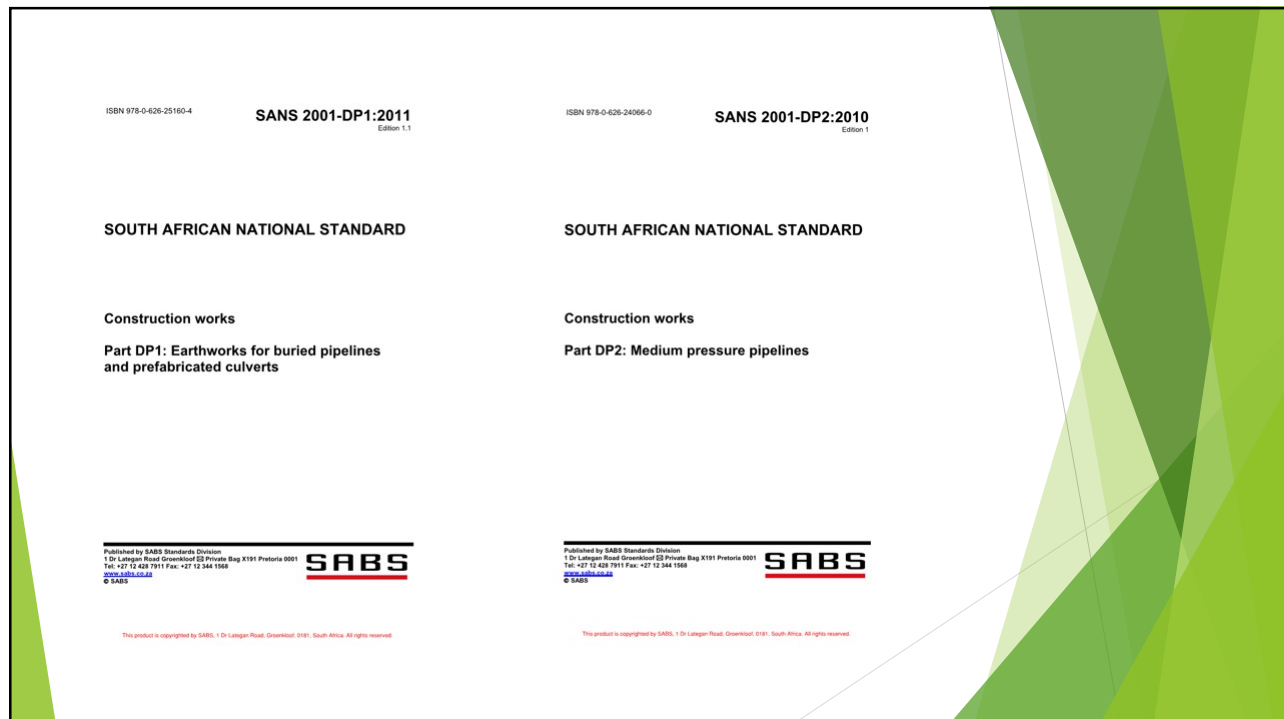 ISBN 978-0-626-25160-4
SANS 2001-DP1:2011
Edition 1.1
SOUTH AFRICAN NATIONAL STANDARD
Construction works
Part DP1: Earthworks for buried pipelines
and prefabricated culverts
Published by SABS Standards Division
1 Dr Lategan Road Groenkloof ✉ Private Bag X191 Pretoria 0001
Tel: +27 12 428 7911 Fax: +27 12 344 1568
www.sabs.co.za
© SABS
SABS
This product is copyrighted by SABS, 1 Dr Lategan Road, Groenkloof, 0181, South Africa. All rights reserved.
ISBN 978-0-626-24066-0
SANS 2001-DP2:2010
Edition 1
SOUTH AFRICAN NATIONAL STANDARD
Construction works
Part DP2: Medium pressure pipelines
Published by SABS Standards Division
1 Dr Lategan Road Groenkloof ✉ Private Bag X191 Pretoria 0001
Tel: +27 12 428 7911 Fax: +27 12 344 1568
www.sabs.co.za
© SABS
SABS
This product is copyrighted by SABS, 1 Dr Lategan Road, Groenkloof, 0181, South Africa. All rights reserved.